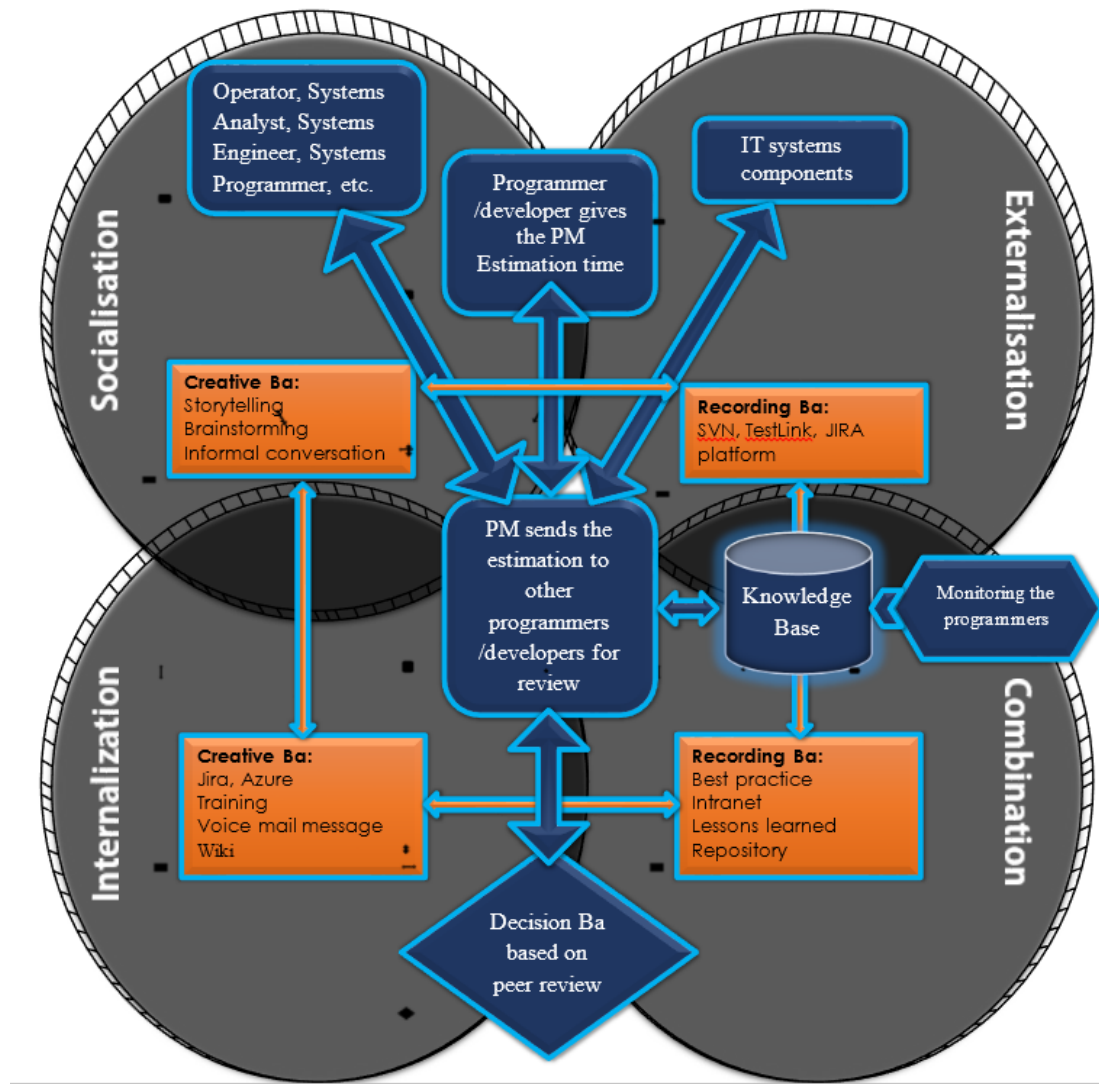 Operator, Systems
Analyst, Systems
Engineer, Systems
Programmer, etc.
Programmer
/developer gives
the PM
Estimation time
IT systems
components
Socialisation
Externalisation
Creative Ba:
Storytelling
Brainstorming
Informal conversation
Recording Ba:
SVN, TestLink, JIRA
platform
PM sends the
estimation to
other
programmers
/developers for
review
Knowledge
Base
Monitoring the
programmers
Internalization
Combination
Creative Ba:
Jira, Azure
Training
Voice mail message
Wiki
Recording Ba:
Best practice
Intranet
Lessons learned
Repository
Decision Ba
based on
peer review